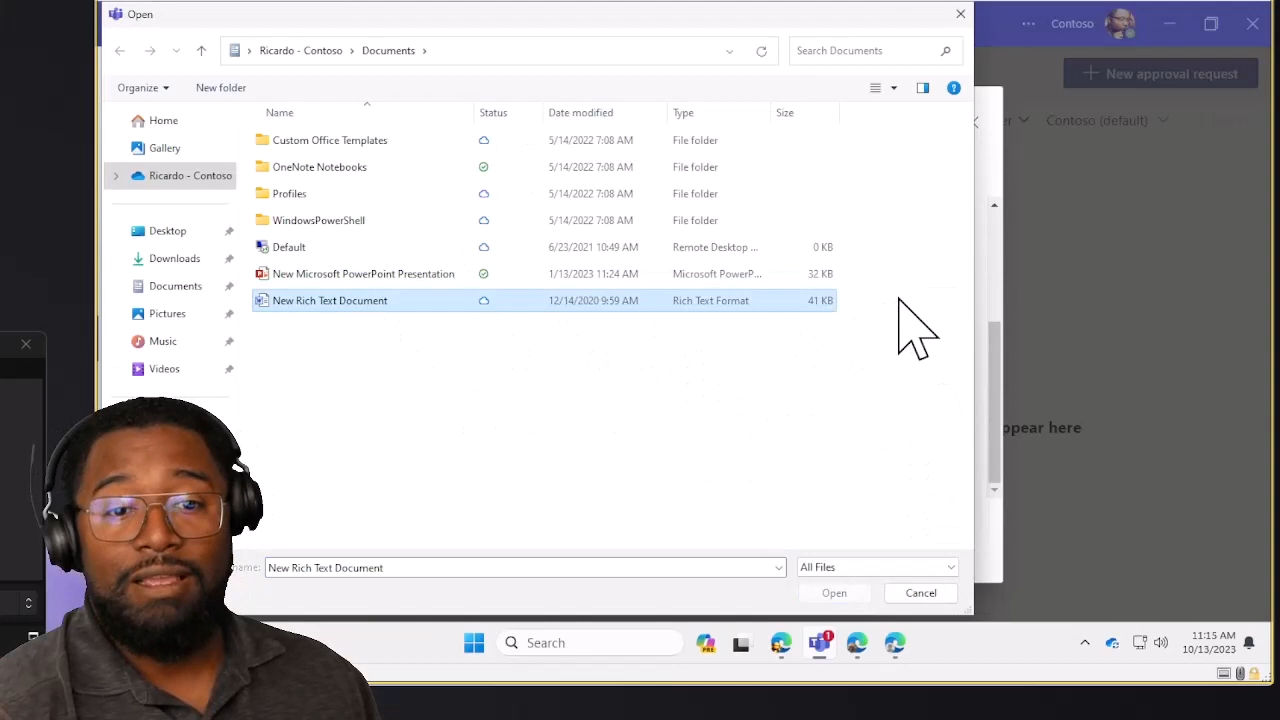 Open
Contoso
Ricardo - Contoso
Documents
Search Documents
New approval request
Organize
New folder
Name
Status
Date modified
Type
Size
Contoso (default)
Home
Gallery
Ricardo - Contoso
Desktop
Downloads
Documents
Pictures
Music
Videos
Custom Office Templates 5/14/2022 7:08 AM File folder
OneNote Notebooks 5/14/2022 7:08 AM File folder
Profiles 5/14/2022 7:08 AM File folder
WindowsPowerShell 5/14/2022 7:08 AM File folder
Default 6/23/2021 10:49 AM Remote Desktop ... 0 KB
New Microsoft PowerPoint Presentation 1/13/2023 11:24 AM Microsoft PowerP... 32 KB
New Rich Text Document 12/14/2020 9:59 AM Rich Text Format 41 KB
ppear here
name:
New Rich Text Document
All Files
Open
Cancel
Search
PRE
1
11:15 AM
10/13/2023